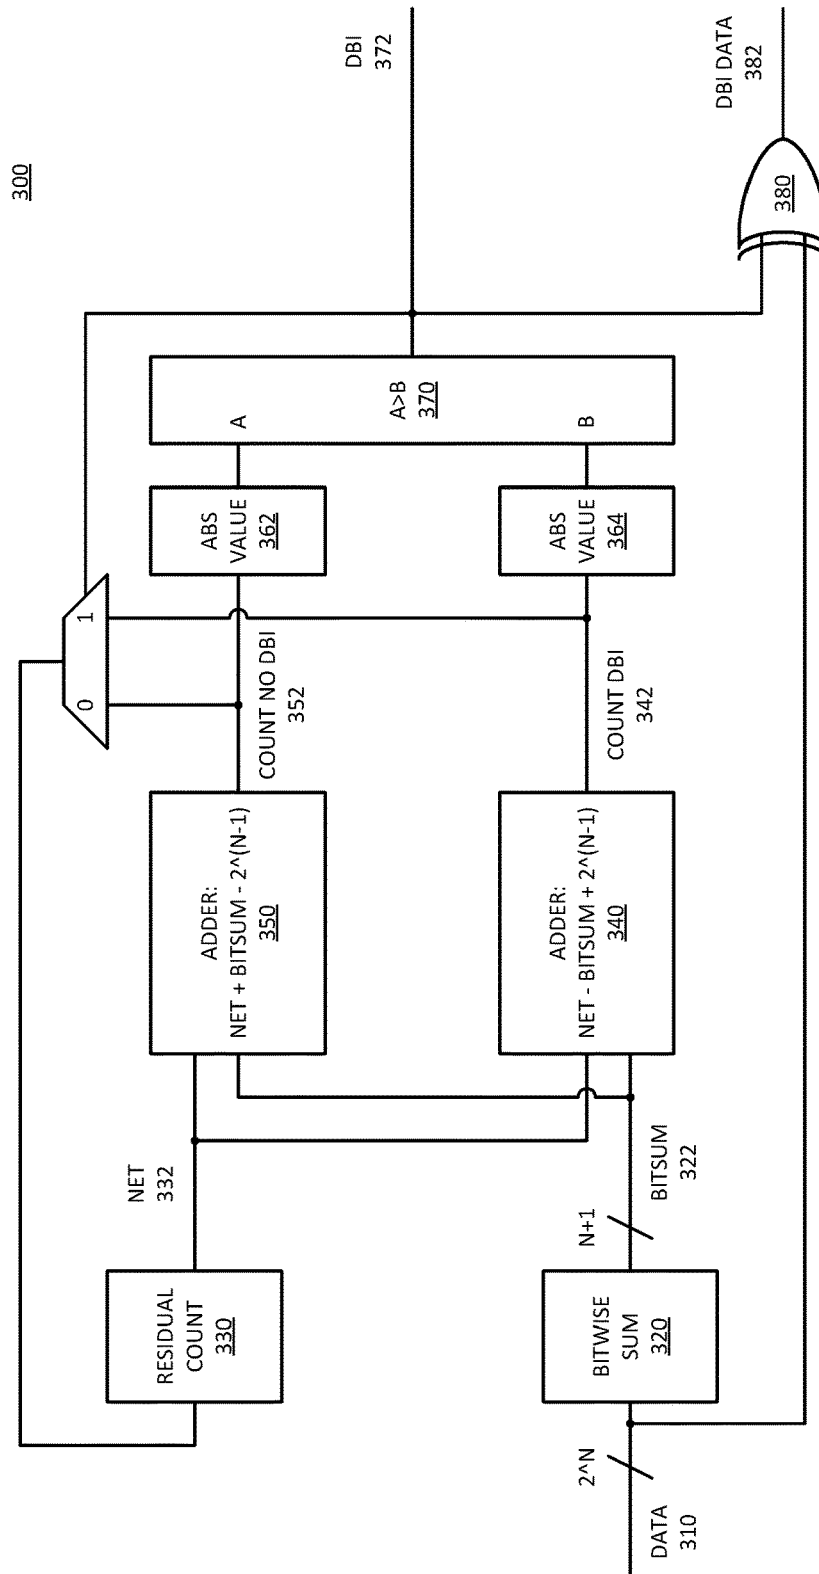 300
RESIDUAL
COUNT
330
NET
332
ADDER:
NET + BITSUM - 2^(N-1)
350
COUNT NO DBI
352
0
1
ABS
VALUE
362
A
A>B
370
B
DBI
372
DATA
310
2^N
BITWISE
SUM
320
N+1
BITSUM
322
ADDER:
NET - BITSUM + 2^(N-1)
340
COUNT DBI
342
ABS
VALUE
364
380
DBI DATA
382